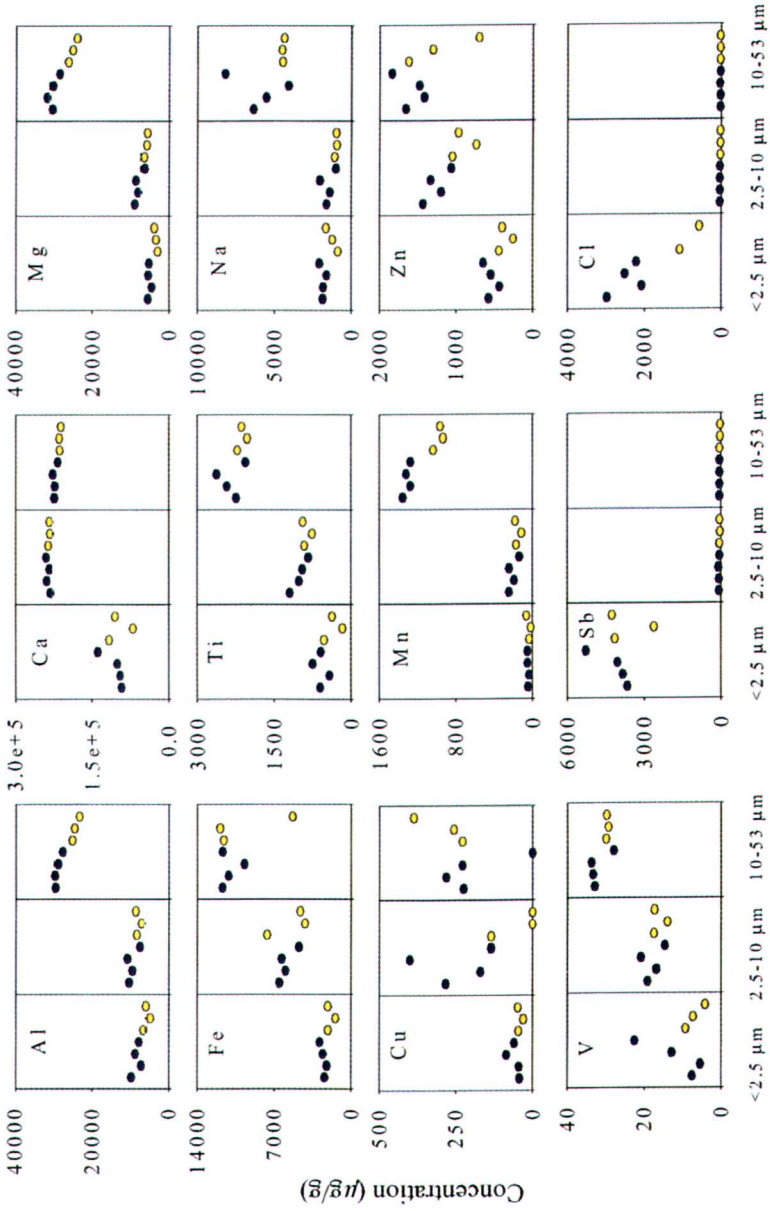 Al
40000
20000
0
Ca
3.0e+5
1.5e+5
0.0
Mg
40000
20000
0
Fe
14000
7000
0
Ti
3000
1500
0
Na
10000
5000
0
Cu
500
250
0
Mn
1600
800
0
Zn
2000
1000
0
V
40
20
0
Sb
6000
3000
0
Cl
4000
2000
0
<2.5 µm 2.5-10 µm 10-53 µm
<2.5 µm 2.5-10 µm 10-53 µm
<2.5 µm 2.5-10 µm 10-53 µm
Concentration (µg/g)